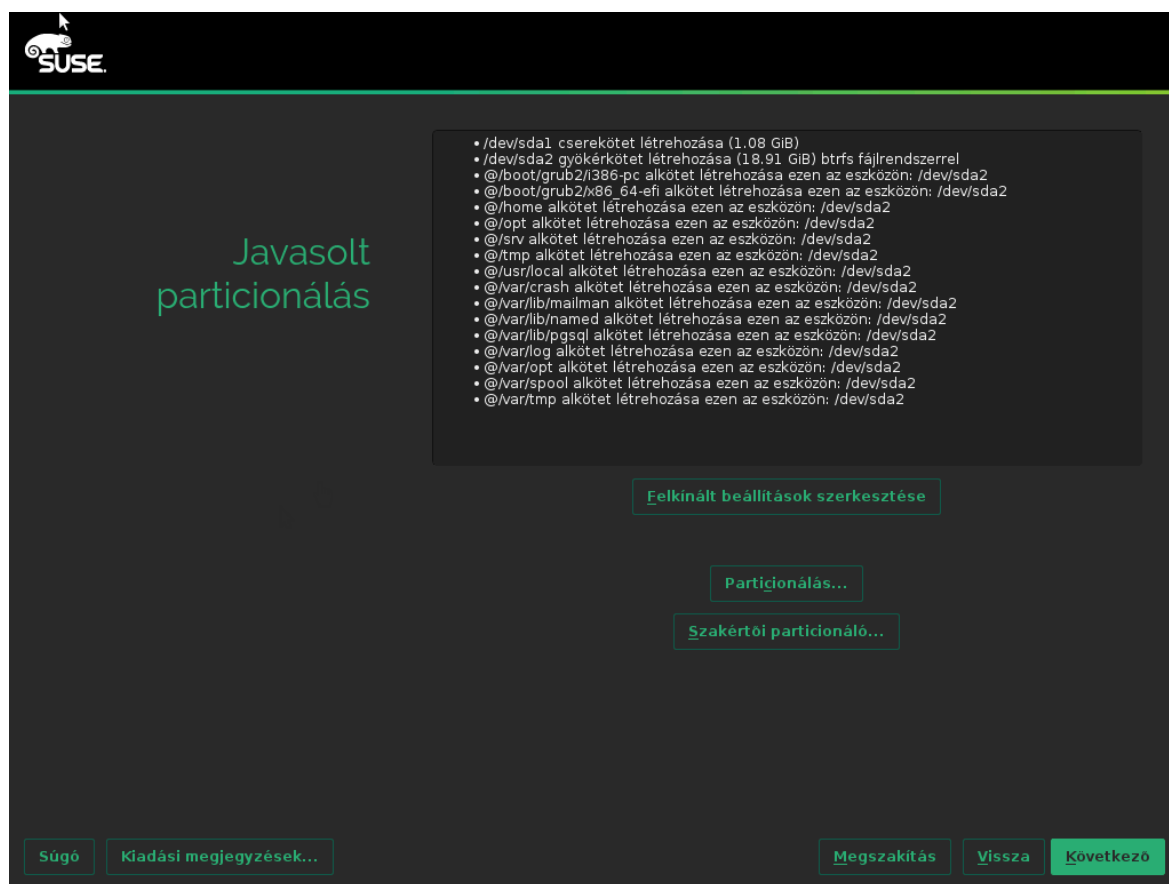 SUSE.
Javasolt
particionálás
• /dev/sda1 cserekötet létrehozása (1.08 GiB)
• /dev/sda2 gyökérkötet létrehozása (18.91 GiB) btrfs fájlrendszerrel
• @/boot/grub2/i386-pc alkötet létrehozása ezen az eszközön: /dev/sda2
• @/boot/grub2/x86_64-efi alkötet létrehozása ezen az eszközön: /dev/sda2
• @/home alkötet létrehozása ezen az eszközön: /dev/sda2
• @/opt alkötet létrehozása ezen az eszközön: /dev/sda2
• @/srv alkötet létrehozása ezen az eszközön: /dev/sda2
• @/tmp alkötet létrehozása ezen az eszközön: /dev/sda2
• @/usr/local alkötet létrehozása ezen az eszközön: /dev/sda2
• @/var/crash alkötet létrehozása ezen az eszközön: /dev/sda2
• @/var/lib/mailman alkötet létrehozása ezen az eszközön: /dev/sda2
• @/var/lib/named alkötet létrehozása ezen az eszközön: /dev/sda2
• @/var/lib/pgsql alkötet létrehozása ezen az eszközön: /dev/sda2
• @/var/log alkötet létrehozása ezen az eszközön: /dev/sda2
• @/var/opt alkötet létrehozása ezen az eszközön: /dev/sda2
• @/var/spool alkötet létrehozása ezen az eszközön: /dev/sda2
• @/var/tmp alkötet létrehozása ezen az eszközön: /dev/sda2
Felkínált beállítások szerkesztése
Particionálás...
Szakértői particionáló...
Súgó
Kiadási megjegyzések...
Megszakítás
Vissza
Következő